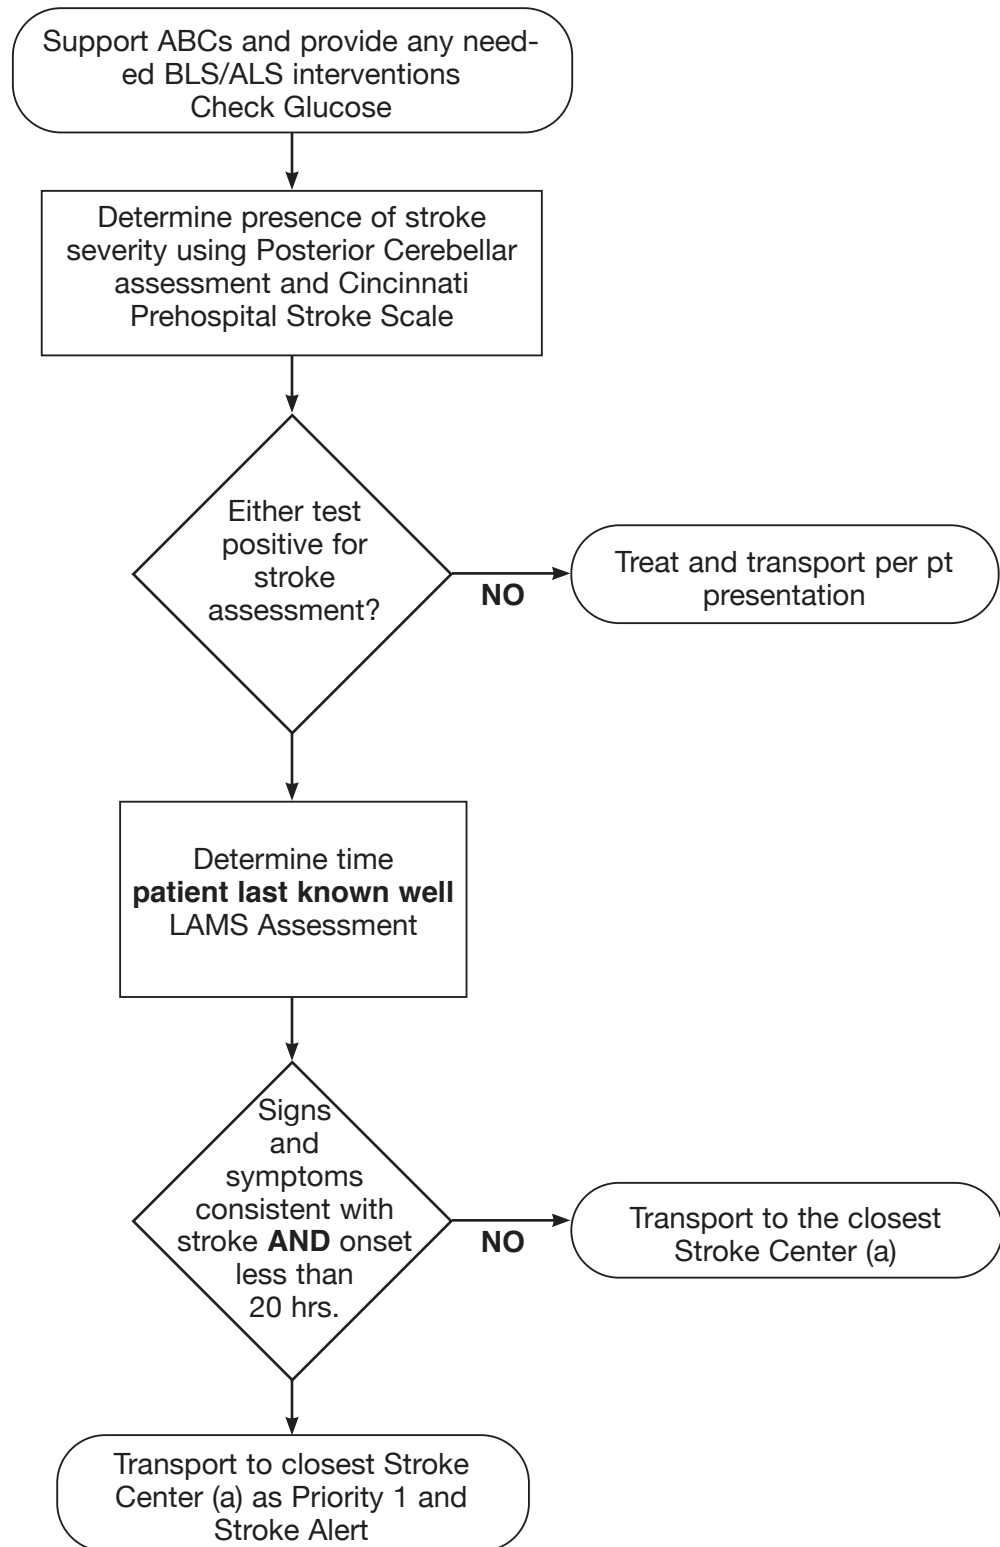 Support ABCs and provide any need-
ed BLS/ALS interventions
Check Glucose
Determine presence of stroke
severity using Posterior Cerebellar
assessment and Cincinnati
Prehospital Stroke Scale
Either test
positive for
stroke
assessment?
NO
Treat and transport per pt
presentation
Determine time
patient last known well
LAMS Assessment
Signs
and
symptoms
consistent with
stroke AND onset
less than
20 hrs.
NO
Transport to the closest
Stroke Center (a)
Transport to closest Stroke
Center (a) as Priority 1 and
Stroke Alert